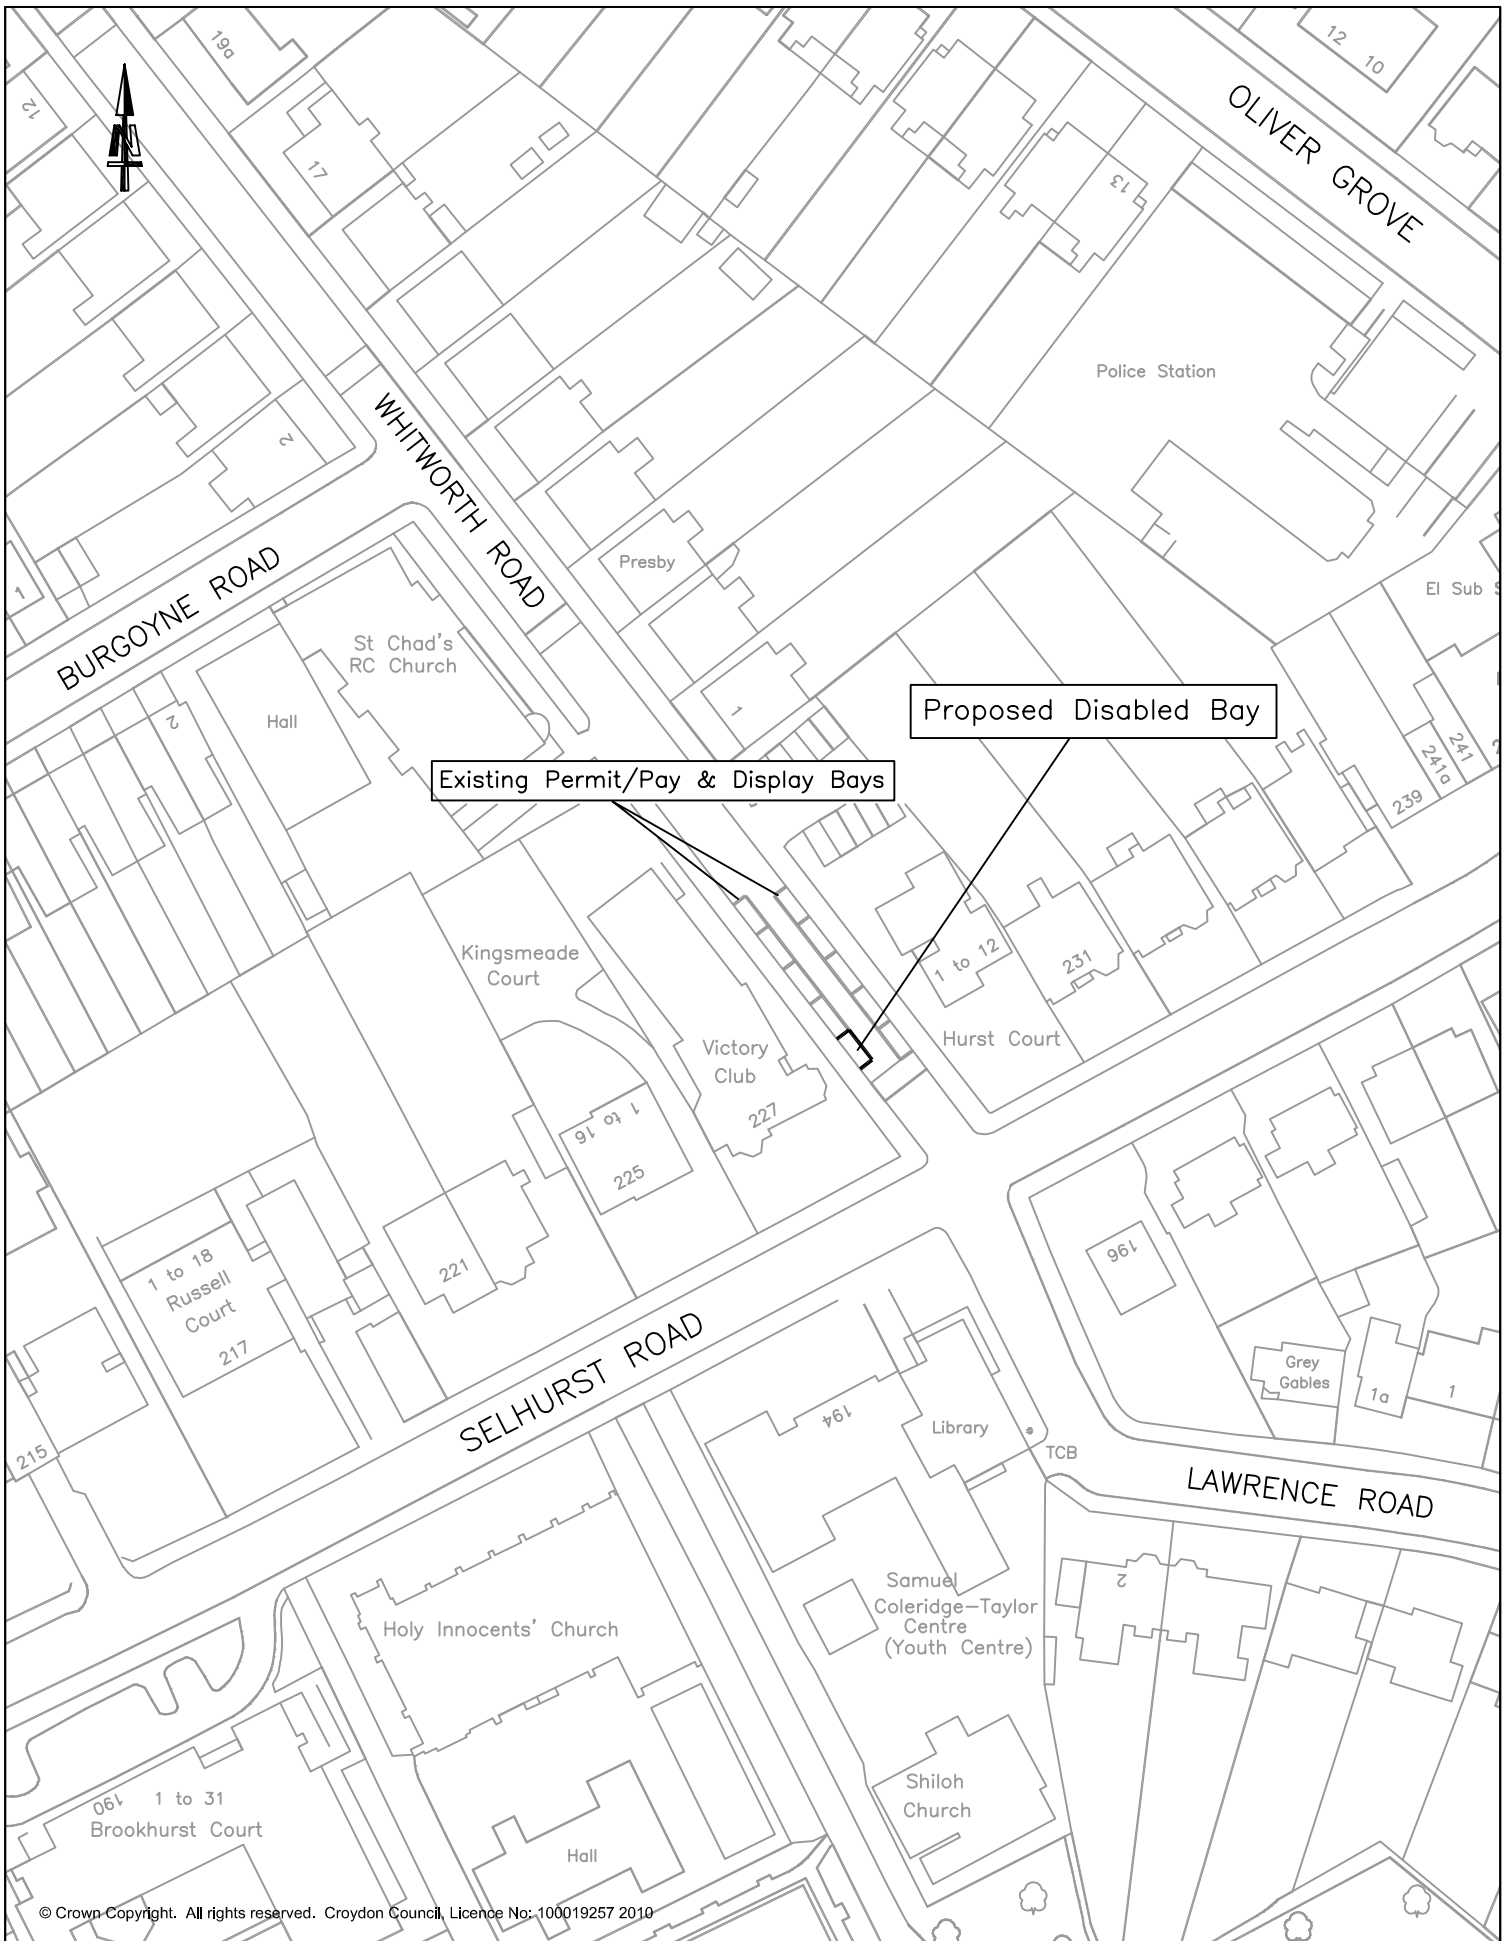 19a
12
12
10
N
OLIVER GROVE
17
13
Police Station
WHITWORTH ROAD
2
Presby
El Sub S
1
BURGOYNE ROAD
St Chad's
RC Church
2
Hall
1
Proposed Disabled Bay
241
241a
239
Existing Permit/Pay & Display Bays
Kingsmeade
Court
1 to 12
231
Hurst Court
Victory
Club
227
1 to 16
225
196
1 to 18
Russell
Court
217
221
SELHURST ROAD
Grey
Gables
1a
1
194
Library
TCB
215
LAWRENCE ROAD
Samuel
Coleridge-Taylor
Centre
(Youth Centre)
2
Holy Innocents' Church
Shiloh
Church
190
1 to 31
Brookhurst Court
Hall
© Crown Copyright. All rights reserved. Croydon Council, Licence No: 100019257 2010